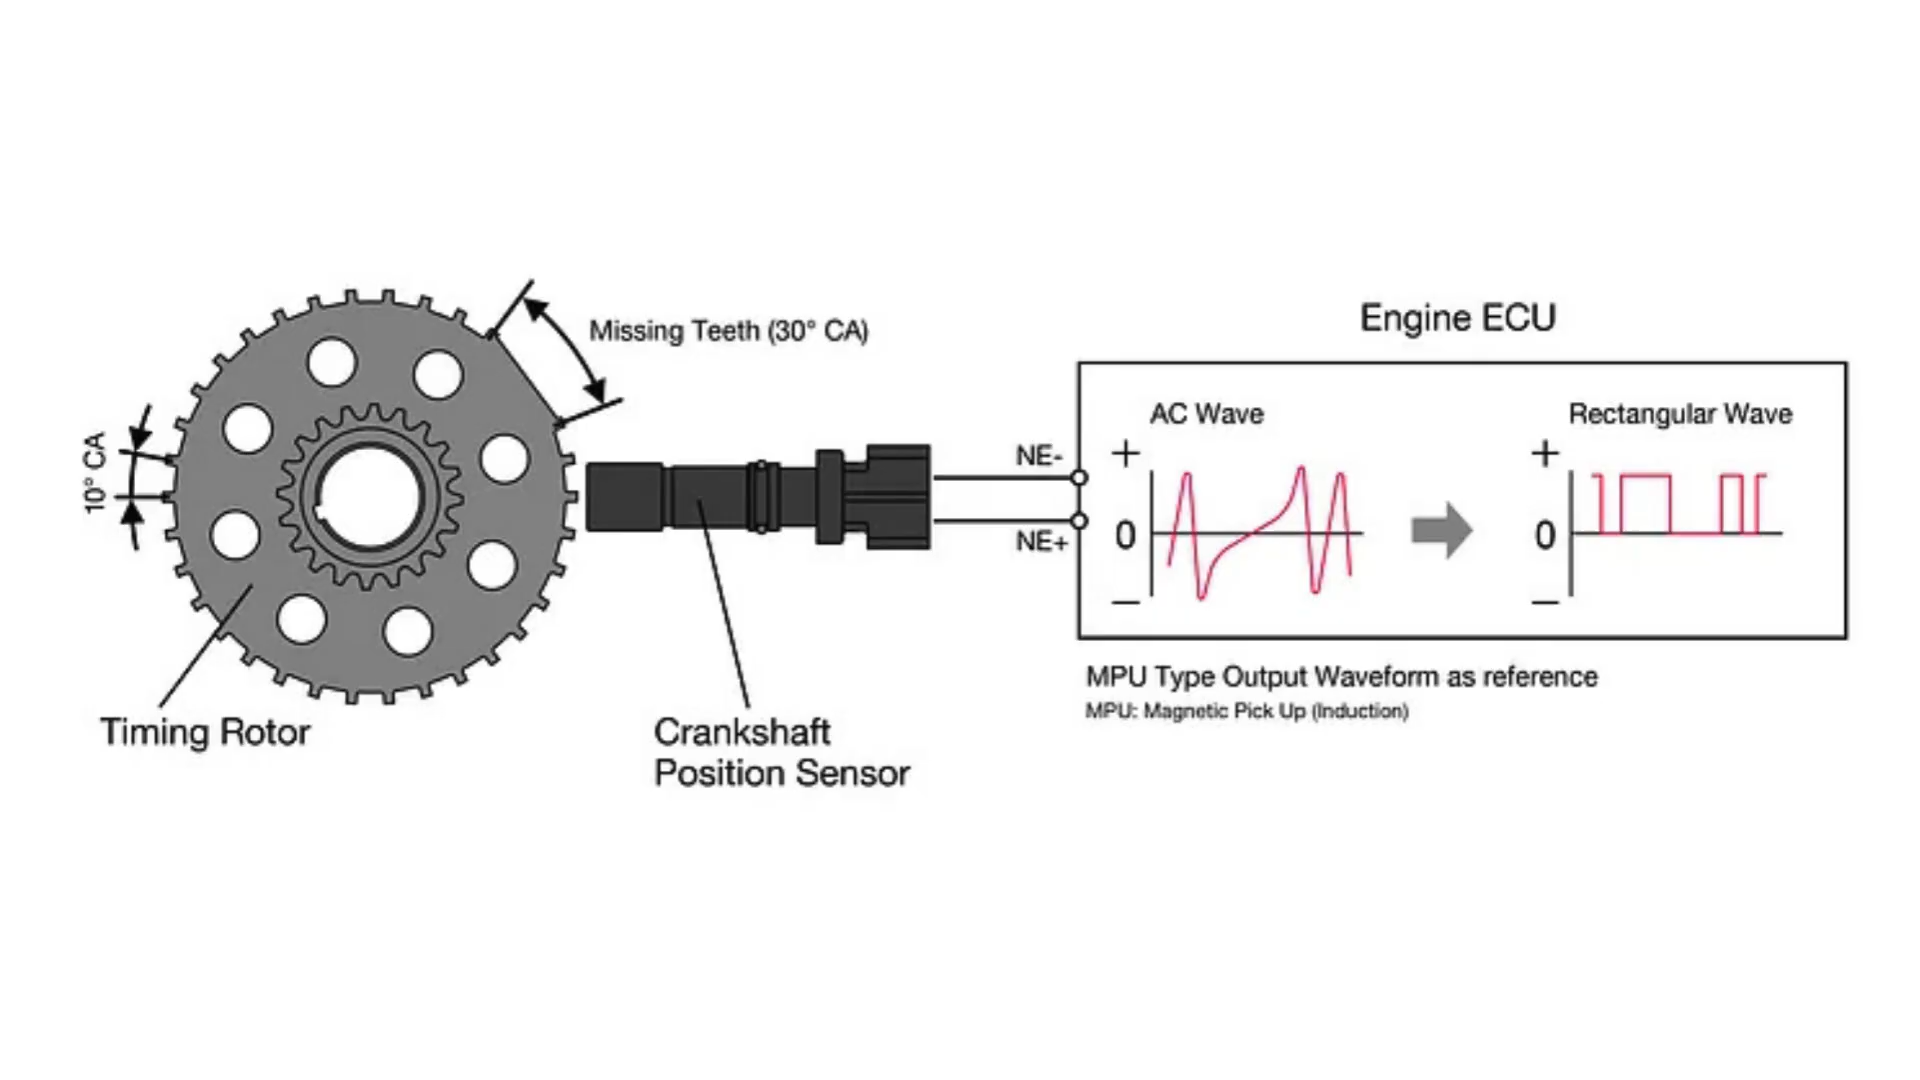 Missing Teeth (30° CA)
10° CA
Timing Rotor
Crankshaft
Position Sensor
NE-
NE+
Engine ECU
AC Wave
+
0
—
Rectangular Wave
+
0
—
MPU Type Output Waveform as reference
MPU: Magnetic Pick Up (Induction)